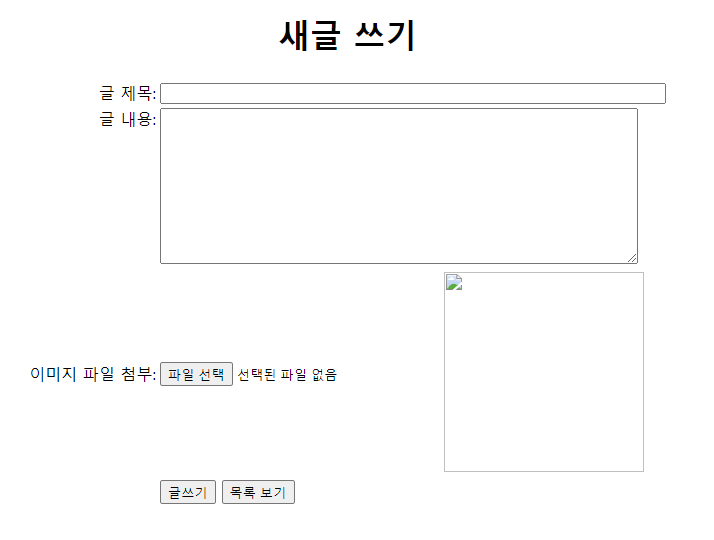 새글 쓰기
글 제목:
글 내용:
이미지 파일 첨부: 파일 선택 선택된 파일 없음
글쓰기 목록 보기